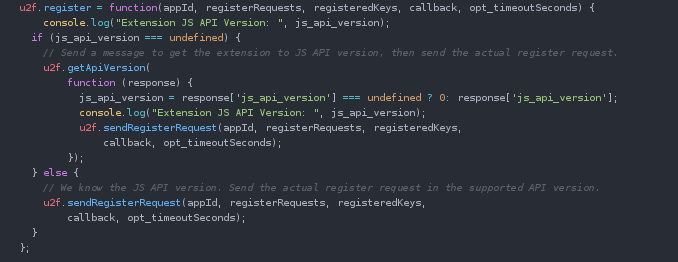 u2f.register = function(appId, registerRequests, registeredKeys, callback, opt_timeoutSeconds) {
console.log("Extension JS API Version: ", js_api_version);
if (js_api_version === undefined) {
// Send a message to get the extension to JS API version, then send the actual register request.
u2f.getApiVersion(
function (response) {
js_api_version = response['js_api_version'] === undefined ? 0: response['js_api_version'];
console.log("Extension JS API Version: ", js_api_version);
u2f.sendRegisterRequest(appId, registerRequests, registeredKeys,
callback, opt_timeoutSeconds);
});
} else {
// We know the JS API version. Send the actual register request in the supported API version.
u2f.sendRegisterRequest(appId, registerRequests, registeredKeys,
callback, opt_timeoutSeconds);
}
};